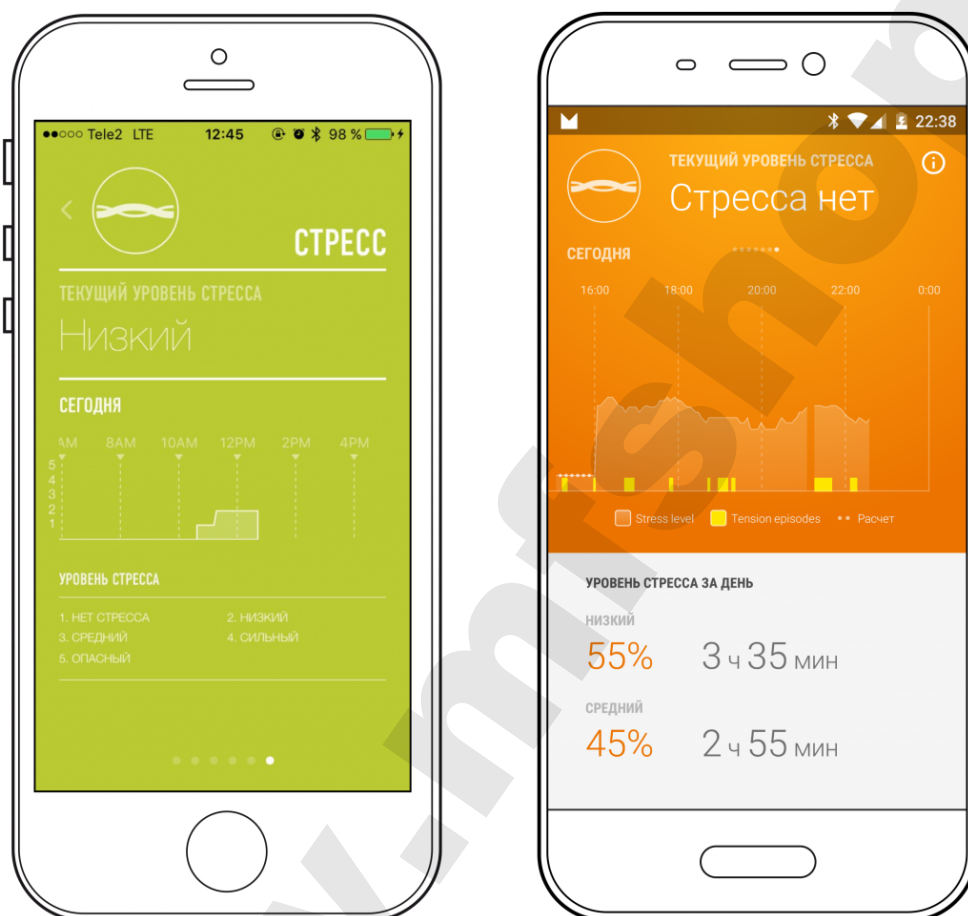 Tele2 LTE 12:45 98 %
СТРЕСС
ТЕКУЩИЙ УРОВЕНЬ СТРЕССА
Низкий
СЕГОДНЯ
AM 8AM 10AM 12PM 2PM 4PM
5
4
3
2
1
УРОВЕНЬ СТРЕССА
1. НЕТ СТРЕССА 2. НИЗКИЙ
3. СРЕДНИЙ 4. СИЛЬНЫЙ
5. ОПАСНЫЙ
22:38
ТЕКУЩИЙ УРОВЕНЬ СТРЕССА
Стресса нет
СЕГОДНЯ
16:00 18:00 20:00 22:00 0:00
Stress level Tension episodes Расчет
УРОВЕНЬ СТРЕССА ЗА ДЕНЬ
НИЗКИЙ
55% 3 ч 35 мин
СРЕДНИЙ
45% 2 ч 55 мин